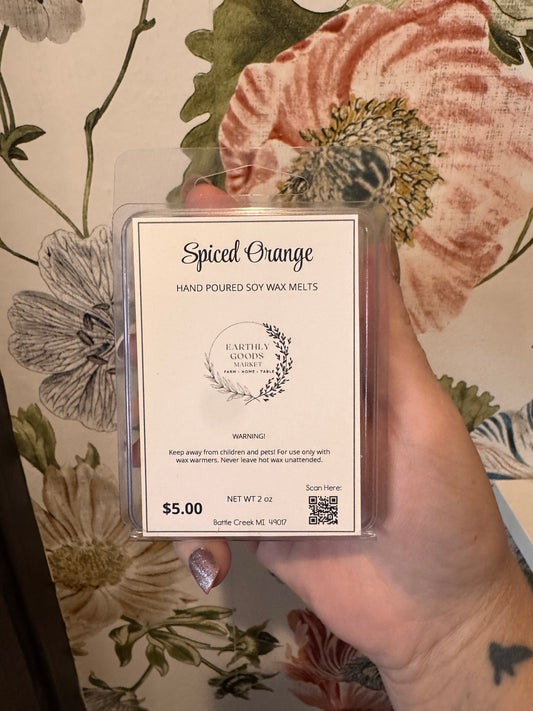 Spiced Orange
HAND POURED SOY WAX MELTS
EARTHLY
GOODS
MARKET
FARM • HOME • TABLE
WARNING!
Keep away from children and pets! For use only with
wax warmers. Never leave hot wax unattended.
Scan Here:
$5.00
NET WT 2 oz
Battle Creek MI 49017